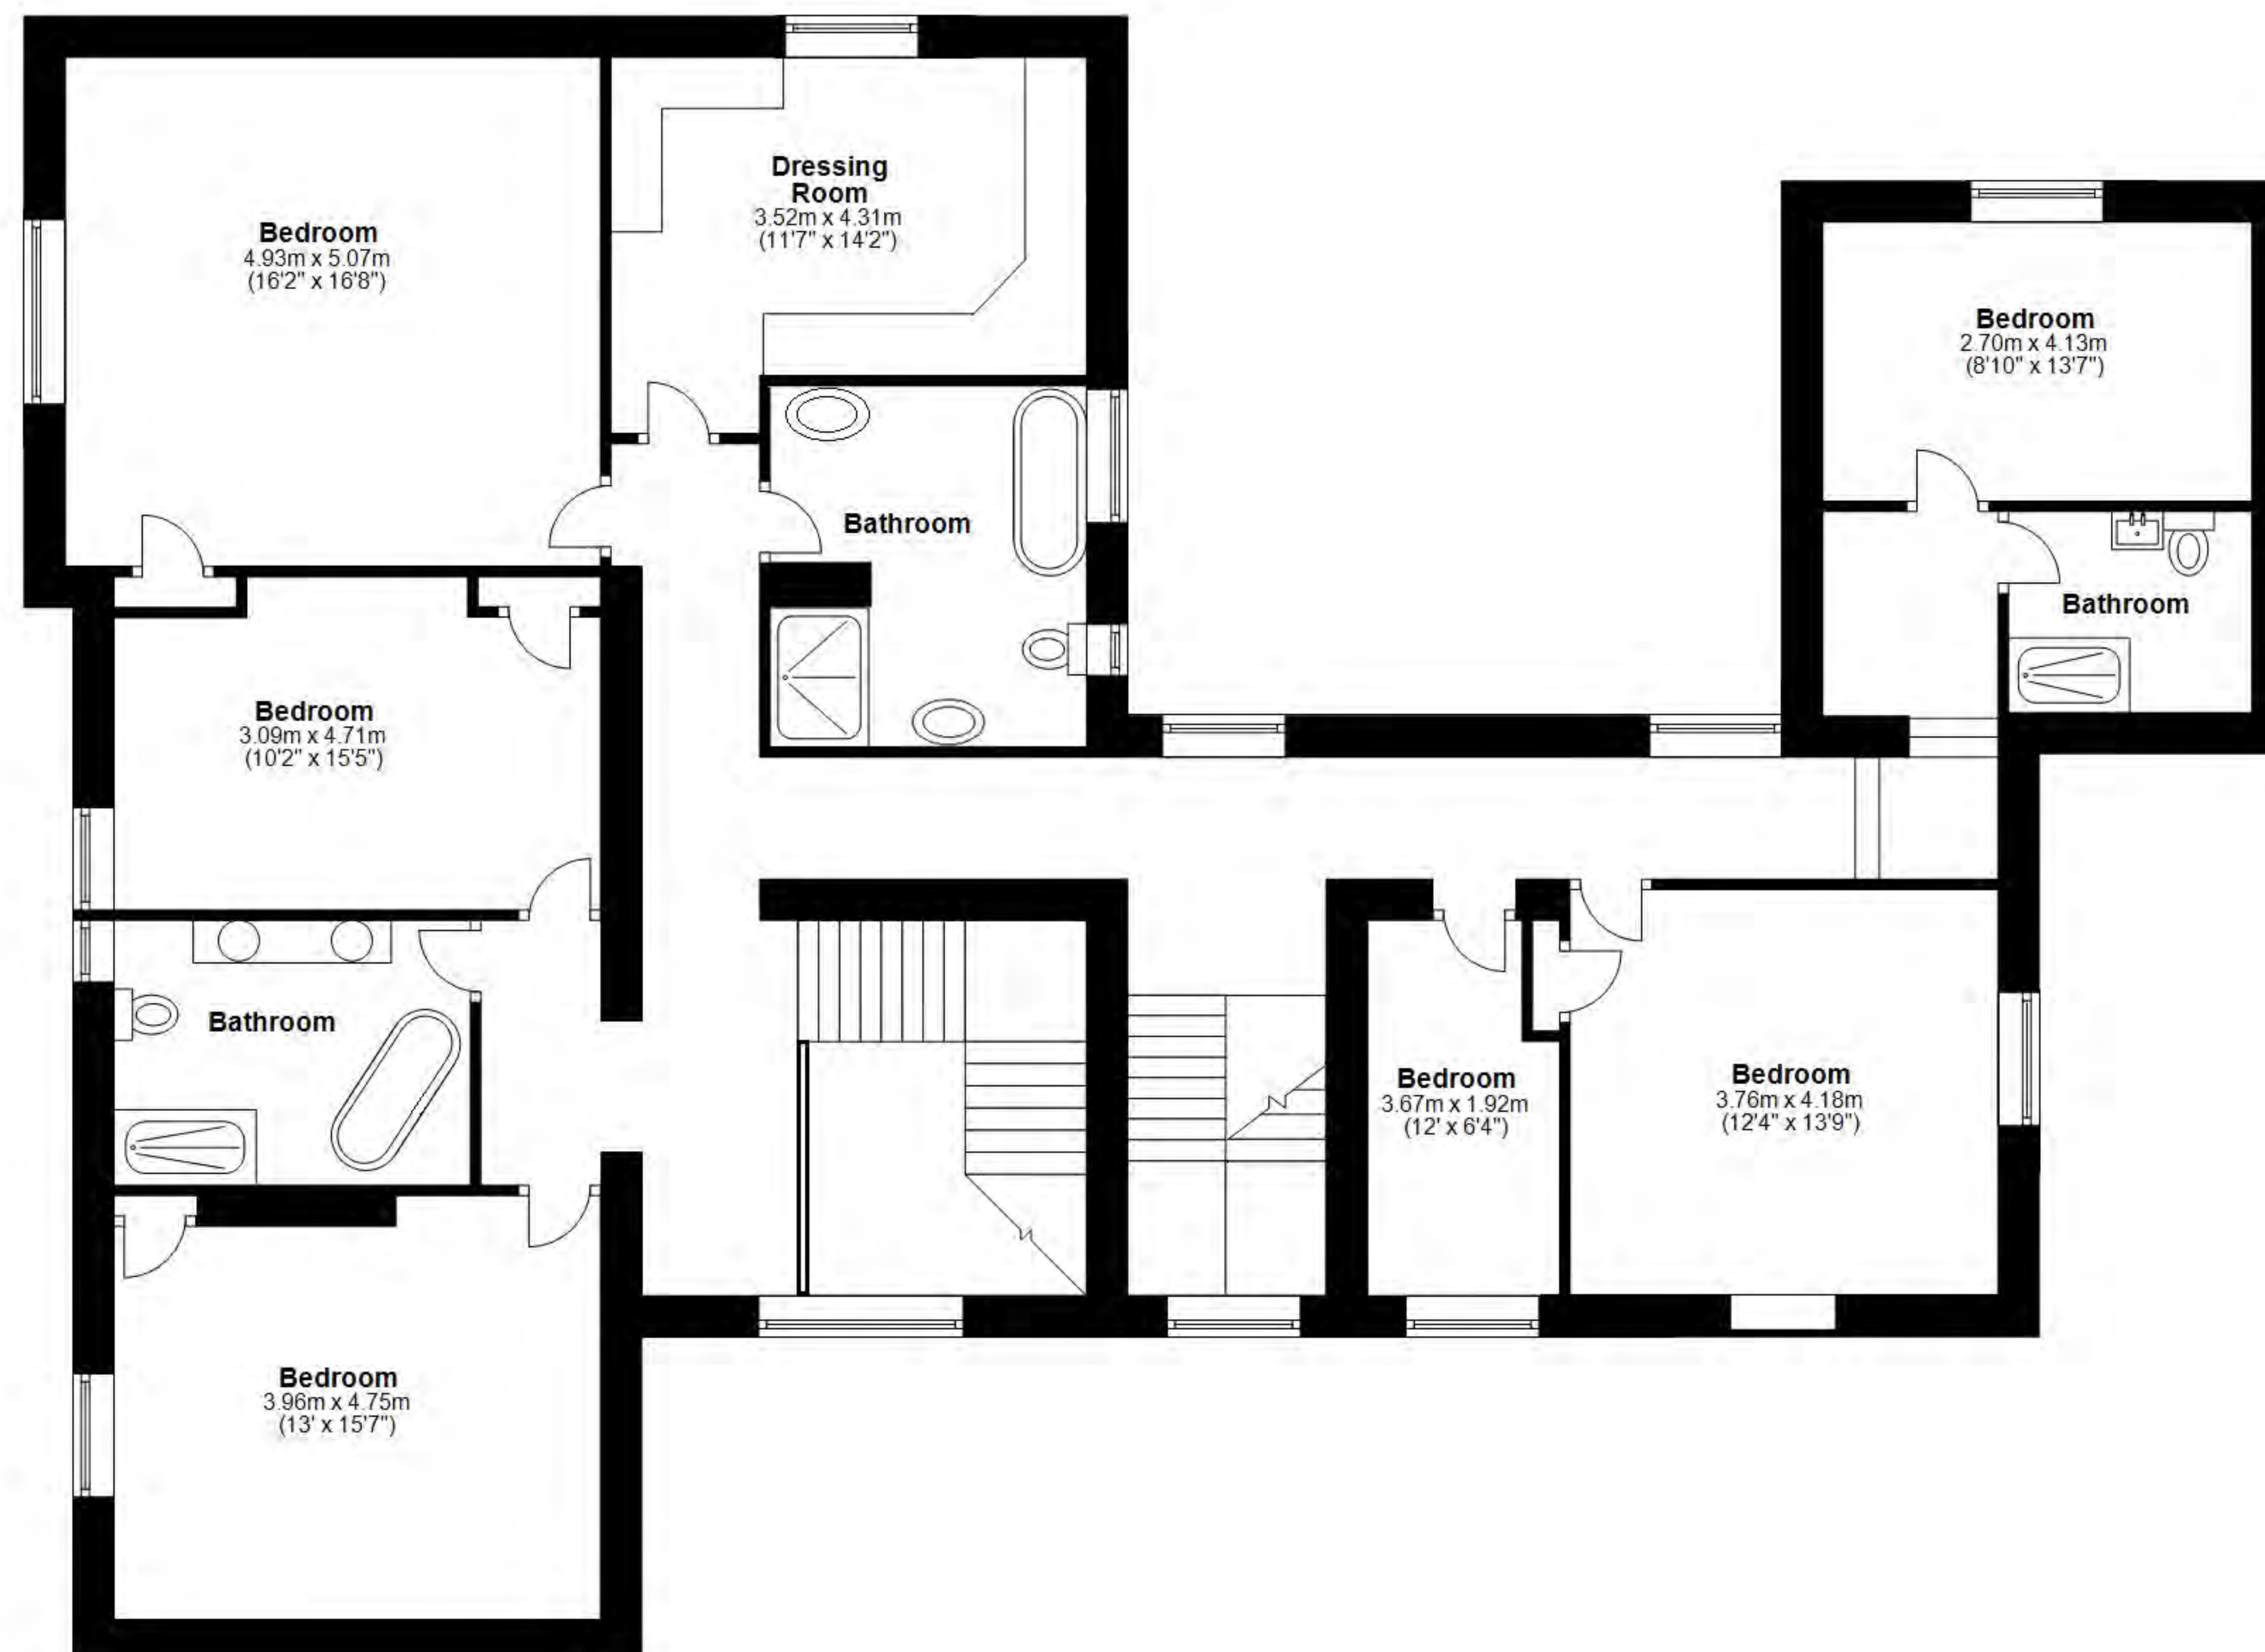 Bedroom
4.93m x 5.07m
(16'2" x 16'8")
Dressing
Room
3.52m x 4.31m
(11'7" x 14'2")
Bedroom
2.70m x 4.13m
(8'10" x 13'7")
Bathroom
Bathroom
Bedroom
3.09m x 4.71m
(10'2" x 15'5")
Bathroom
Bedroom
3.67m x 1.92m
(12' x 6'4")
Bedroom
3.76m x 4.18m
(12'4" x 13'9")
Bedroom
3.96m x 4.75m
(13' x 15'7")